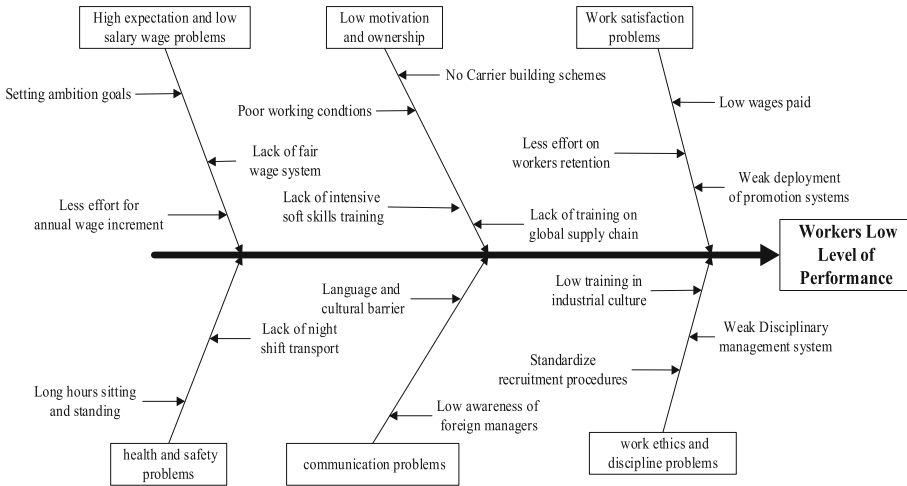 High expectation and low
salary wage problems
Low motivation
and ownership
Work satisfaction
problems
Setting ambition goals
No Carrier building schemes
Poor working condtions
Low wages paid
Lack of fair
wage system
Less effort on
workers retention
Less effort for
annual wage increment
Lack of intensive
soft skills training
Lack of training on
global supply chain
Weak deployment
of promotion systems
Workers Low
Level of
Performance
Language and
cultural barrier
Low training in
industrial culture
Lack of night
shift transport
Weak Disciplinary
management system
Standardize
recruitment procedures
Long hours sitting
and standing
Low awareness of
foreign managers
health and safety
problems
communication problems
work ethics and
discipline problems